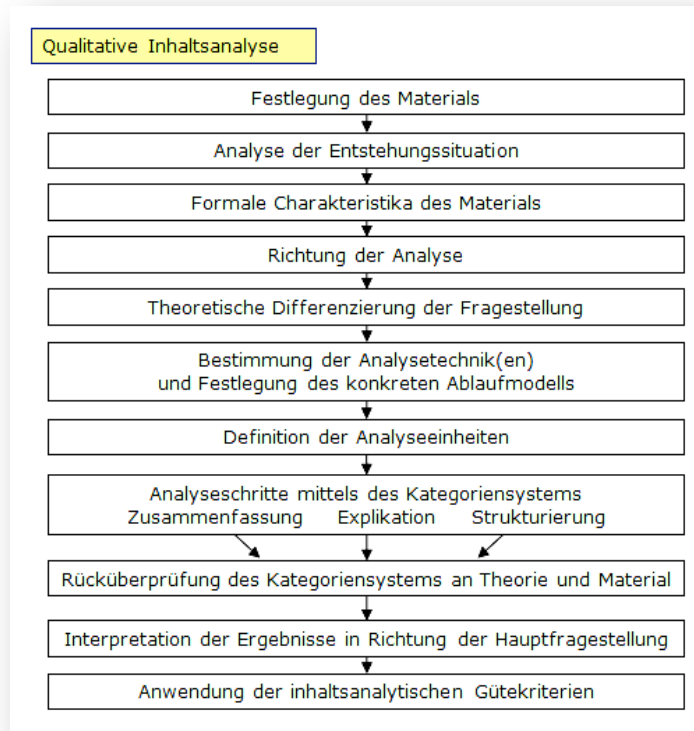 Qualitative Inhaltsanalyse
Festlegung des Materials
Analyse der Entstehungssituation
Formale Charakteristika des Materials
Richtung der Analyse
Theoretische Differenzierung der Fragestellung
Bestimmung der Analysetechnik(en)
und Festlegung des konkreten Ablaufmodells
Definition der Analyseeinheiten
Analyseschritte mittels des Kategoriensystems
Zusammenfassung Explikation Strukturierung
Rücküberprüfung des Kategoriensystems an Theorie und Material
Interpretation der Ergebnisse in Richtung der Hauptfragestellung
Anwendung der inhaltsanalytischen Gütekriterien